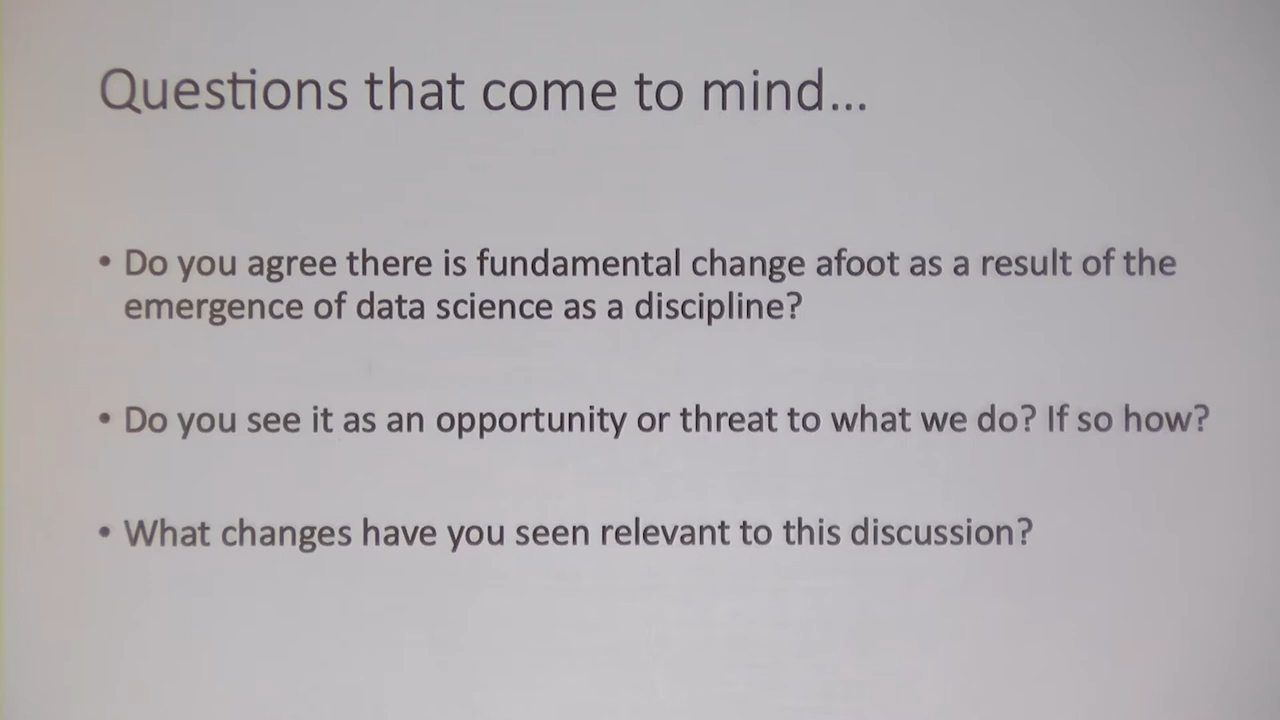 Questions that come to mind...
• Do you agree there is fundamental change afoot as a result of the
emergence of data science as a discipline?
• Do you see it as an opportunity or threat to what we do? If so how?
• What changes have you seen relevant to this discussion?